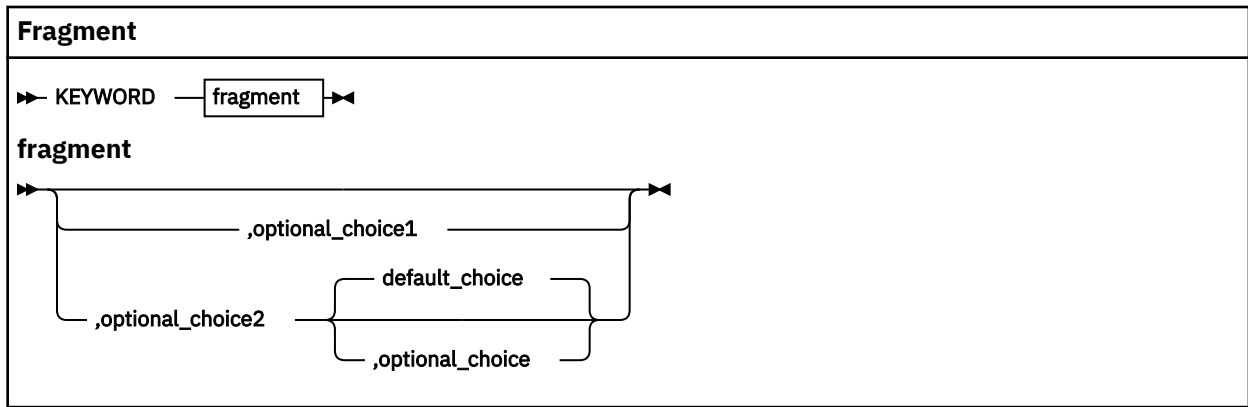 Fragment
KEYWORD fragment
fragment
,optional_choice1
default_choice
,optional_choice2
,optional_choice